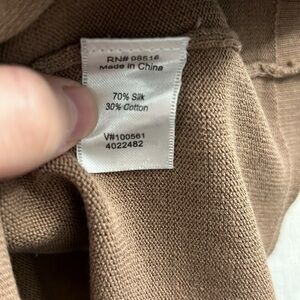 RN# 98516
Made in China
70% Silk
30% Cotton
V#100561
4022482